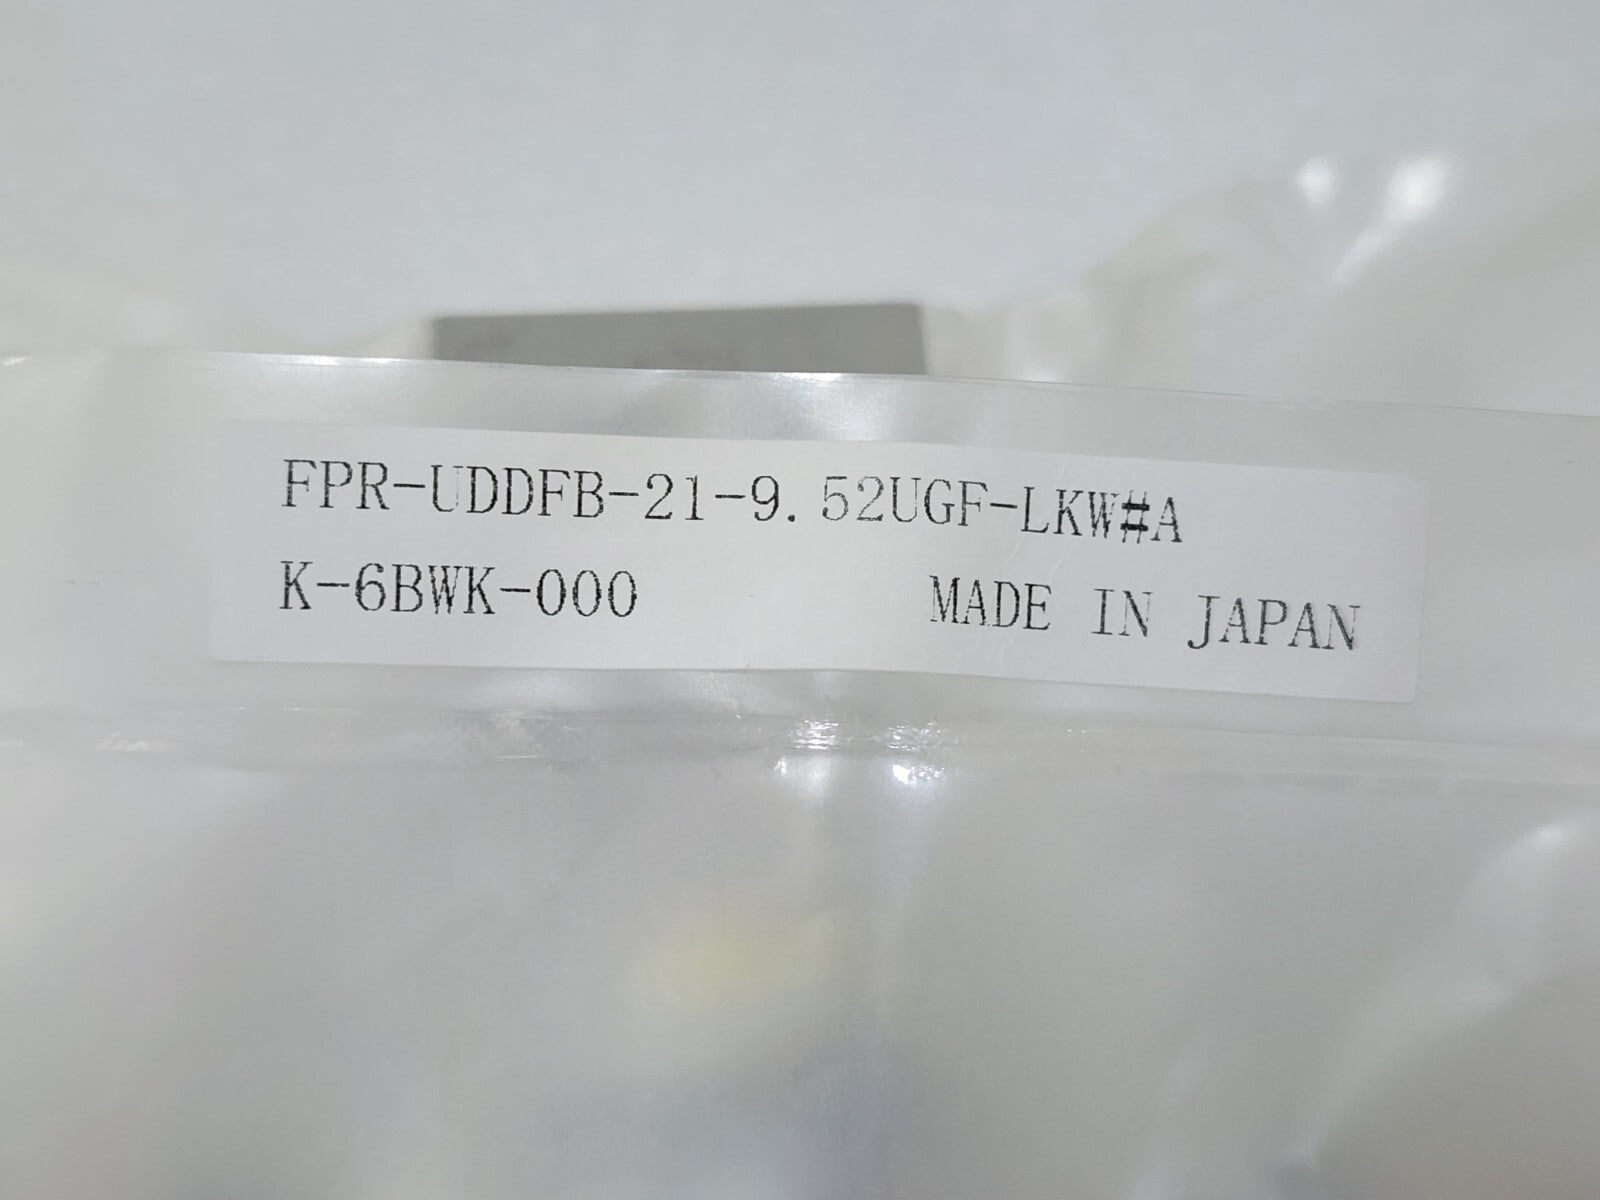 FPR-UDDFB-21-9.52UGF-LKW#A
K-6BWK-000 MADE IN JAPAN